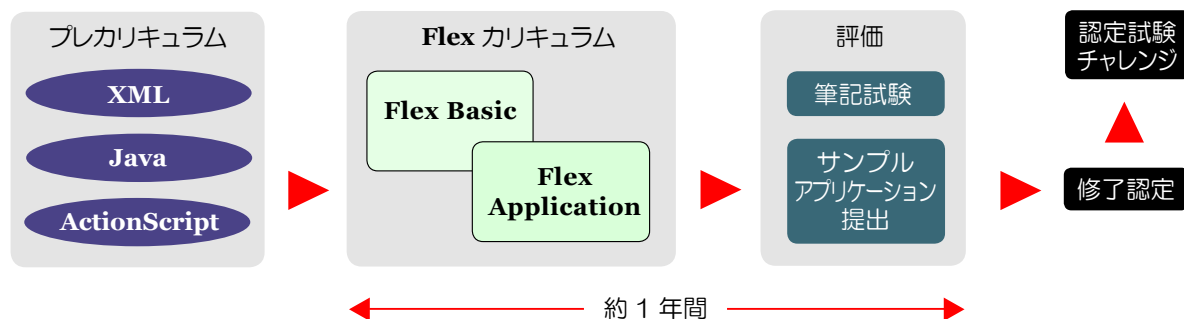 プレカリキュラム
XML
Java
ActionScript
Flex カリキュラム
Flex Basic
Flex
Application
評価
筆記試験
サンプル
アプリケーション
提出
認定試験
チャレンジ
修了認定
約 1 年間